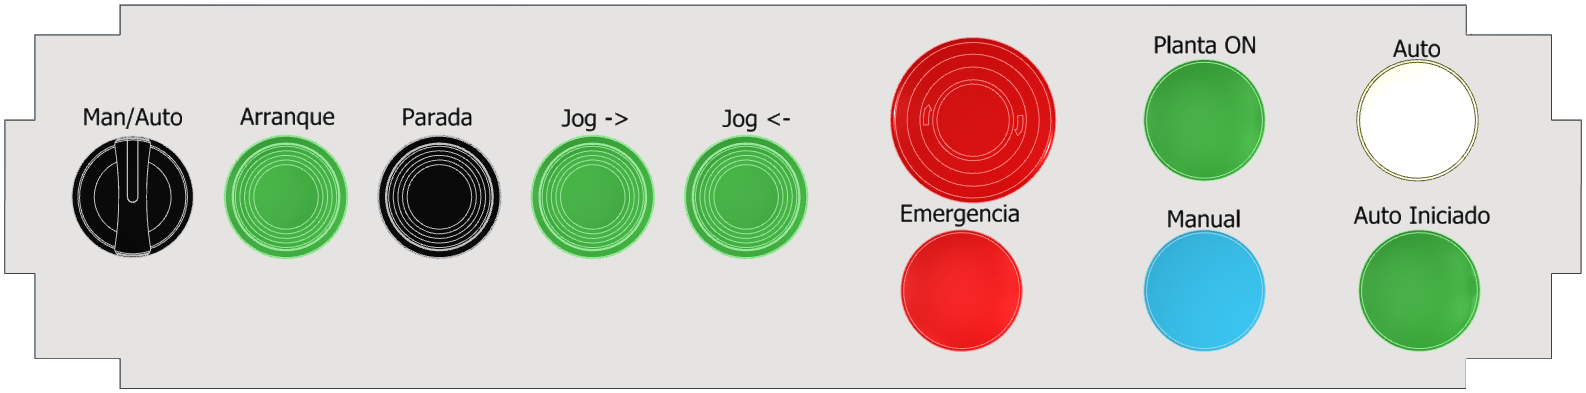 Man/Auto
Arranque
Parada
Jog ->
Jog <-
Emergencia
Planta ON
Auto
Manual
Auto Iniciado